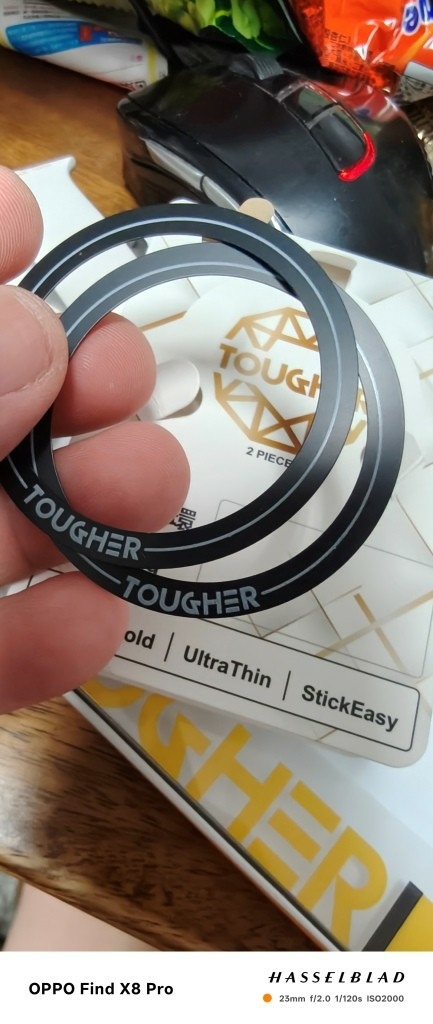 TOUGHER
2 PIECE
TOUGHER
TOUGHER
old | UltraThin | StickEasy
UGHER
OPPO Find X8 Pro
HASSELBLAD
23mm f/2.0 1/120s ISO2000